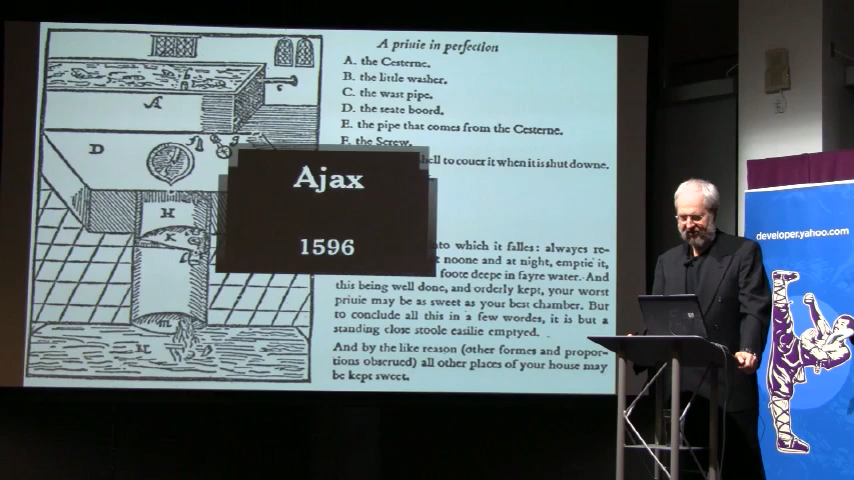 A priuie in perfection
A. the Cesterne.
B. the little washer.
C. the wast pipe.
D. the seate boord.
E. the pipe that comes from the Cesterne.
F. the Screw.
to couer it when it is shut downe.
Ajax
1596
into which it falles: alwayes re-
noone and at night, emptie it,
foote deepe in fayre water. And
this being well done, and orderly kept, your worst
priuie may be as sweet as your best chamber. But
to conclude all this in a few wordes, it is but a
standing close stoole easilie emptyed.
And by the like reason (other formes and propor-
tions obserued) all other places of your house may
be kept sweet.
A
D
H
K
developer.yahoo.com